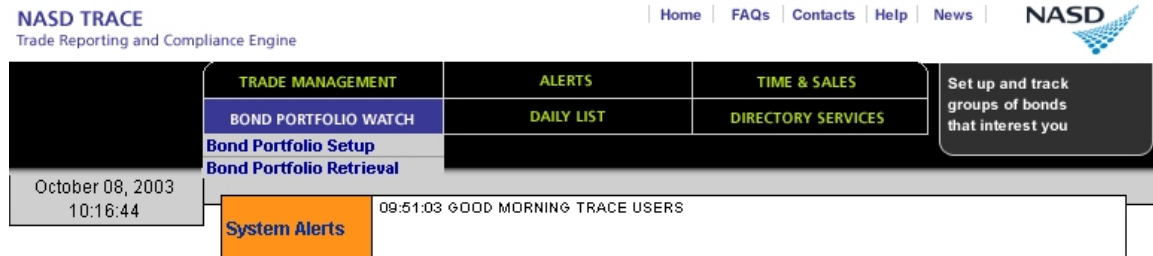 NASD TRACE
Trade Reporting and Compliance Engine
Home FAQs Contacts Help News
NASD
TRADE MANAGEMENT ALERTS TIME & SALES
BOND PORTFOLIO WATCH DAILY LIST DIRECTORY SERVICES
Set up and track
groups of bonds
that interest you
Bond Portfolio Setup
Bond Portfolio Retrieval
October 08, 2003
10:16:44
System Alerts
09:51:03 GOOD MORNING TRACE USERS